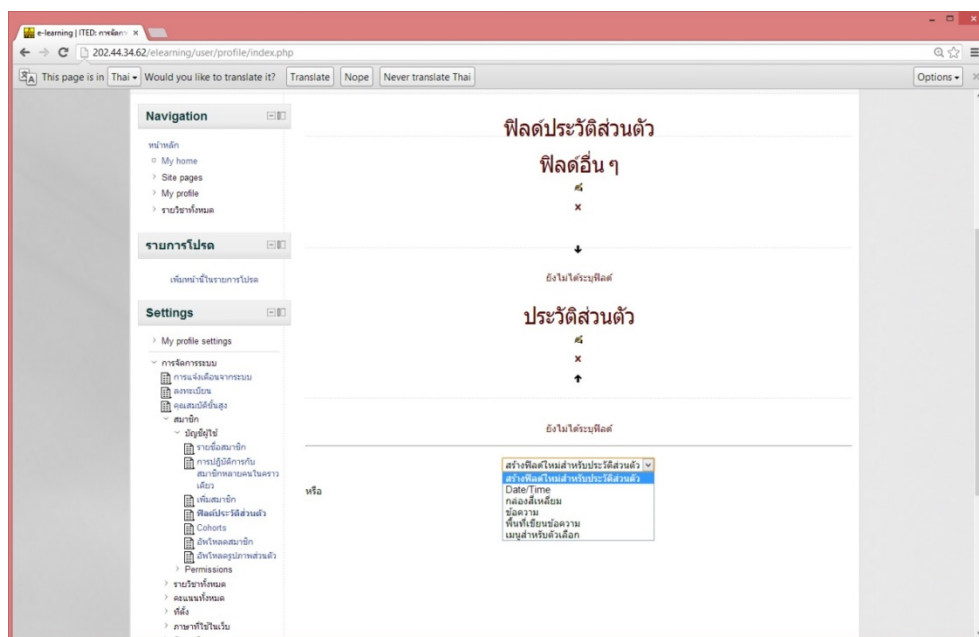 e-learning | ITED: การจัดการ
202.44.34.62/elearning/user/profile/index.php
This page is in Thai Would you like to translate it? Translate Nope Never translate Thai Options
Navigation
หน้าหลัก
My home
Site pages
My profile
รายวิชาทั้งหมด
รายการโปรด
เพิ่มหน้านี้ในรายการโปรด
Settings
My profile settings
การจัดการระบบ
การแจ้งเตือนจากระบบ
ลงทะเบียน
คุณสมบัติขั้นสูง
สมาชิก
บัญชีผู้ใช้
รายชื่อสมาชิก
การปฏิบัติการกับ
สมาชิกหลายคนในคราว
เดียว
เพิ่มสมาชิก
ฟิลด์ประวัติส่วนตัว
Cohorts
อัพโหลดสมาชิก
อัพโหลดรูปภาพส่วนตัว
Permissions
รายวิชาทั้งหมด
คะแนนทั้งหมด
ที่ตั้ง
ภาษาที่ใช้ในเว็บ
ฟิลด์ประวัติส่วนตัว
ฟิลด์อื่น ๆ
ยังไม่ได้ระบุฟิลด์
ประวัติส่วนตัว
ยังไม่ได้ระบุฟิลด์
สร้างฟิลด์ใหม่สำหรับประวัติส่วนตัว
หรือ
สร้างฟิลด์ใหม่สำหรับประวัติส่วนตัว
Date/Time
กล่องสี่เหลี่ยม
ข้อความ
พื้นที่เขียนข้อความ
เมนูสำหรับตัวเลือก